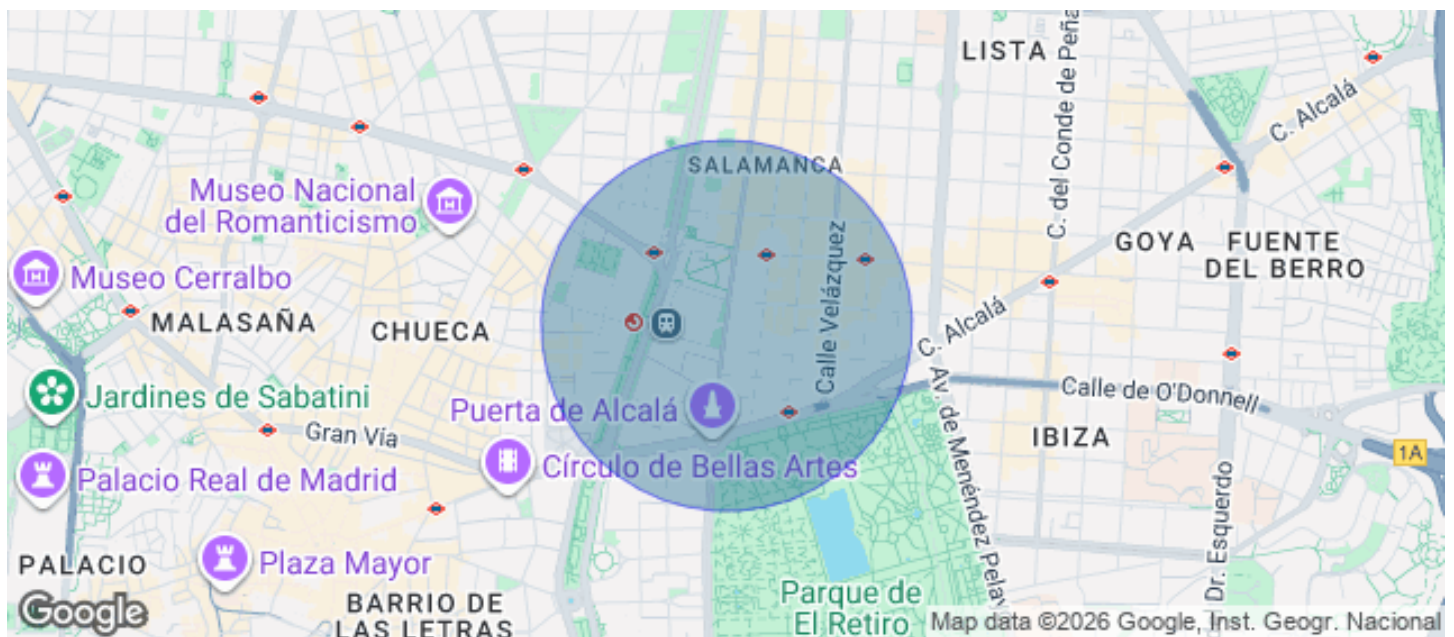 LISTA
C. del Conde de Peña
C. Alcalá
SALAMANCA
Museo Nacional
del Romanticismo
GOYA
FUENTE
DEL BERRO
Museo Cerralbo
Calle Velázquez
MALASAÑA
CHUECA
C. Alcalá
Jardines de Sabatini
Puerta de Alcalá
Calle de O'Donnell
Gran Vía
IBIZA
1A
Av. de Menéndez Pelay
Círculo de Bellas Artes
Palacio Real de Madrid
Dr. Esquerdo
PALACIO
Plaza Mayor
Parque de
El Retiro
BARRIO DE
LAS LETRAS
Google
Map data ©2026 Google, Inst. Geogr. Nacional